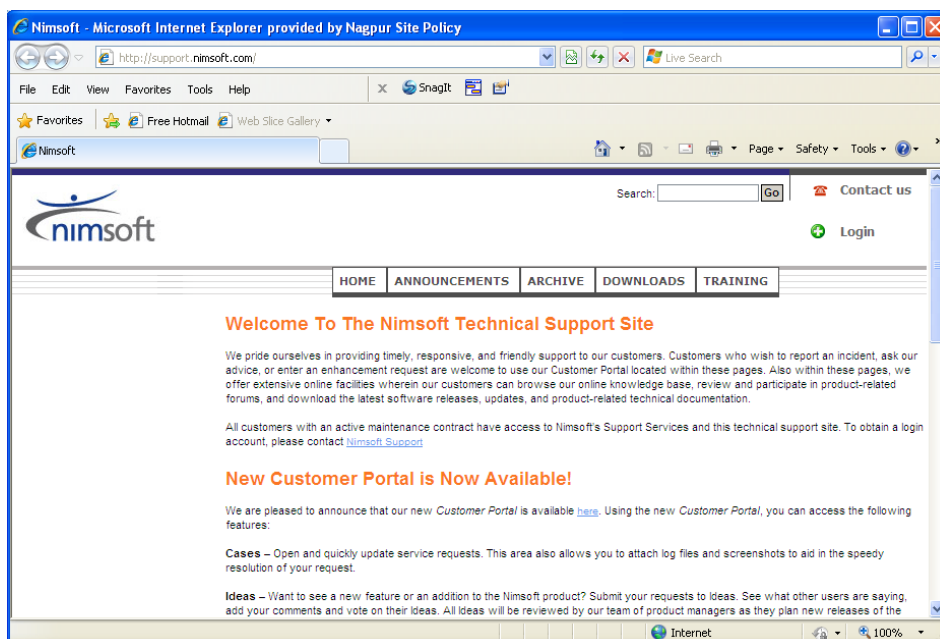 Nimsoft - Microsoft Internet Explorer provided by Nagpur Site Policy
http://support.nimsoft.com/
Live Search
File Edit View Favorites Tools Help
SnagIt
Favorites Free Hotmail Web Slice Gallery
Nimsoft
Page Safety Tools
Search: Go Contact us
nimsoft
Login
HOME ANNOUNCEMENTS ARCHIVE DOWNLOADS TRAINING
Welcome To The Nimsoft Technical Support Site
We pride ourselves in providing timely, responsive, and friendly support to our customers. Customers who wish to report an incident, ask our
advice, or enter an enhancement request are welcome to use our Customer Portal located within these pages. Also within these pages, we
offer extensive online facilities wherein our customers can browse our online knowledge base, review and participate in product-related
forums, and download the latest software releases, updates, and product-related technical documentation.
All customers with an active maintenance contract have access to Nimsoft's Support Services and this technical support site. To obtain a login
account, please contact Nimsoft Support
New Customer Portal is Now Available!
We are pleased to announce that our new Customer Portal is available here. Using the new Customer Portal, you can access the following
features:
Cases – Open and quickly update service requests. This area also allows you to attach log files and screenshots to aid in the speedy
resolution of your request.
Ideas – Want to see a new feature or an addition to the Nimsoft product? Submit your requests to Ideas. See what other users are saying,
add your comments and vote on their Ideas. All Ideas will be reviewed by our team of product managers as they plan new releases of the
Internet 100%